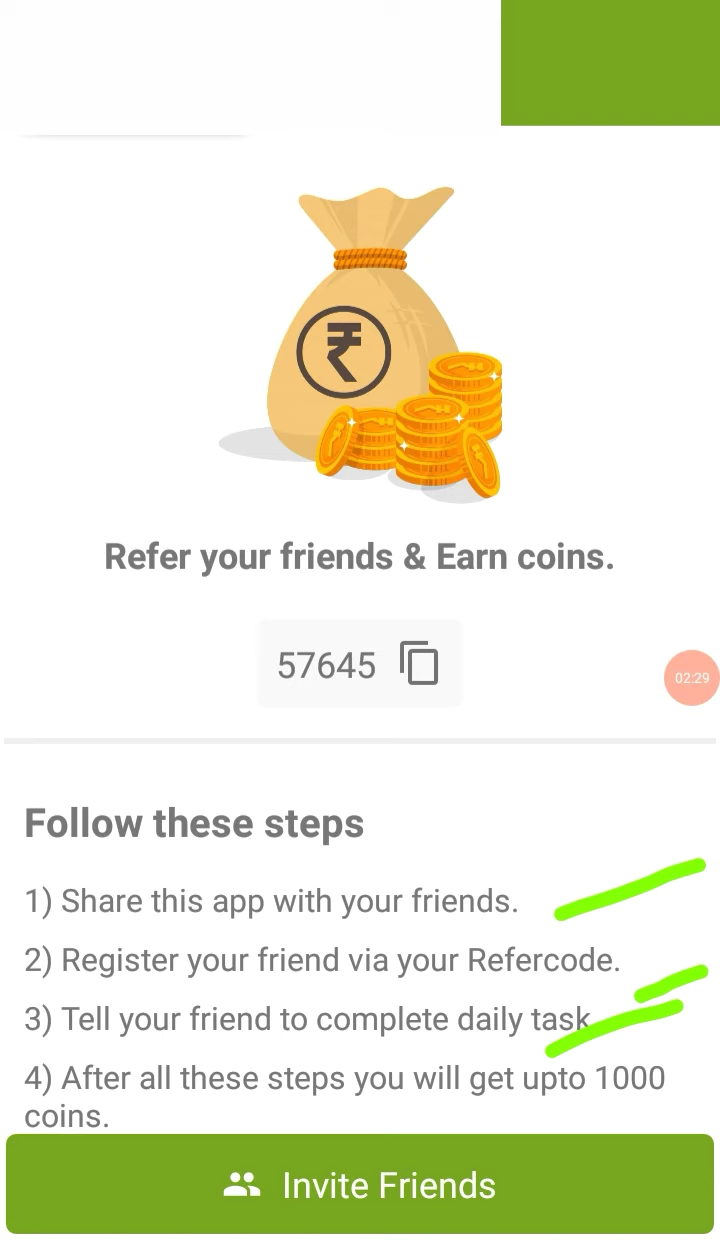 ₹
Refer your friends & Earn coins.
57645
02:29
Follow these steps
1) Share this app with your friends.
2) Register your friend via your Refercode.
3) Tell your friend to complete daily task
4) After all these steps you will get upto 1000
coins.
Invite Friends